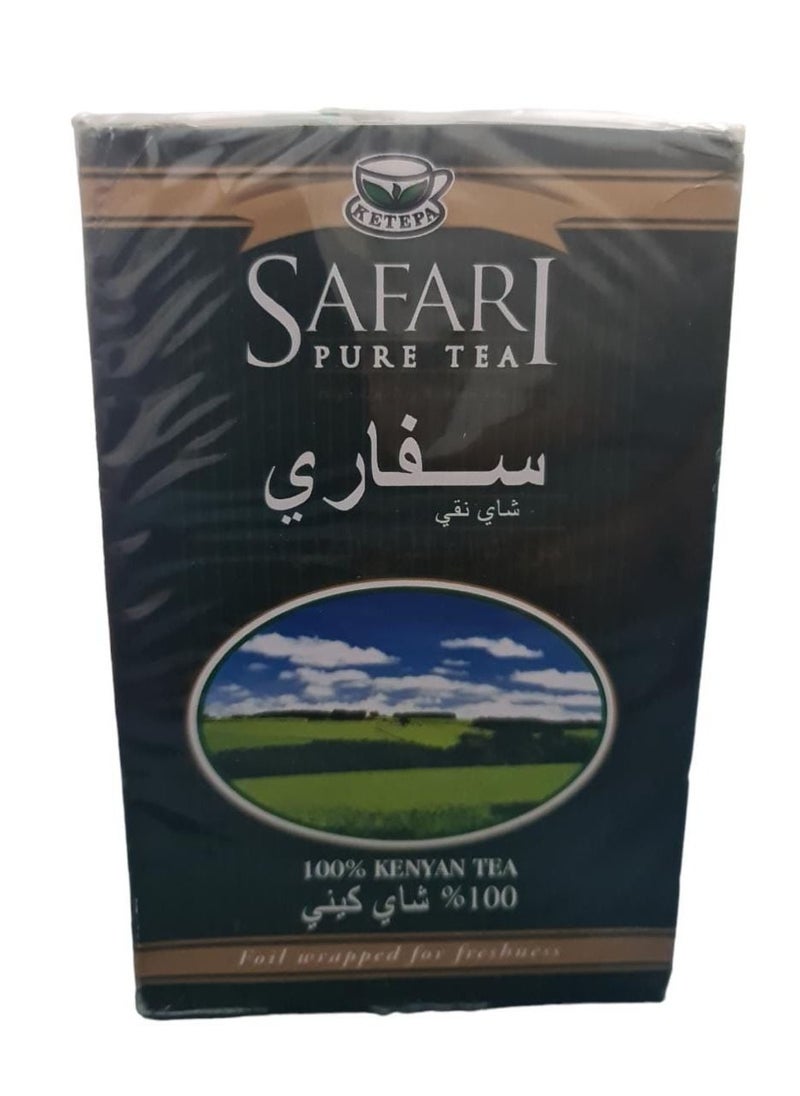 KETEPA
SAFARI
PURE TEA
سفاري
شاي نقي
100% KENYAN TEA
%100 شاي كيني
Foil wrapped for freshness